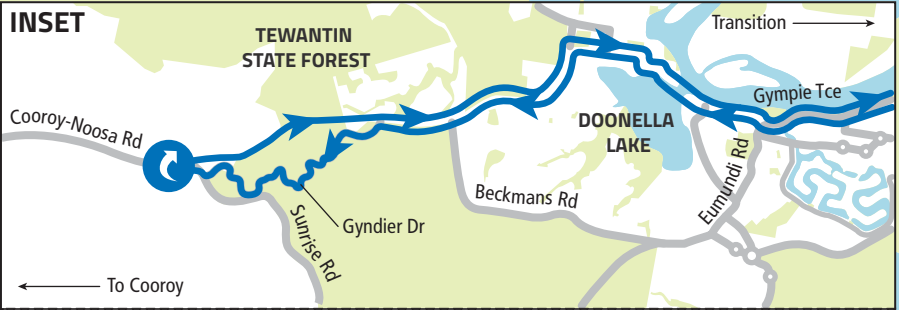 INSET
Transition
TEWANTIN
STATE FOREST
Gympie Tce
Cooroy-Noosa Rd
DOONELLA
LAKE
Eumundi Rd
Beckmans Rd
Gyndier Dr
Sunrise Rd
To Cooroy